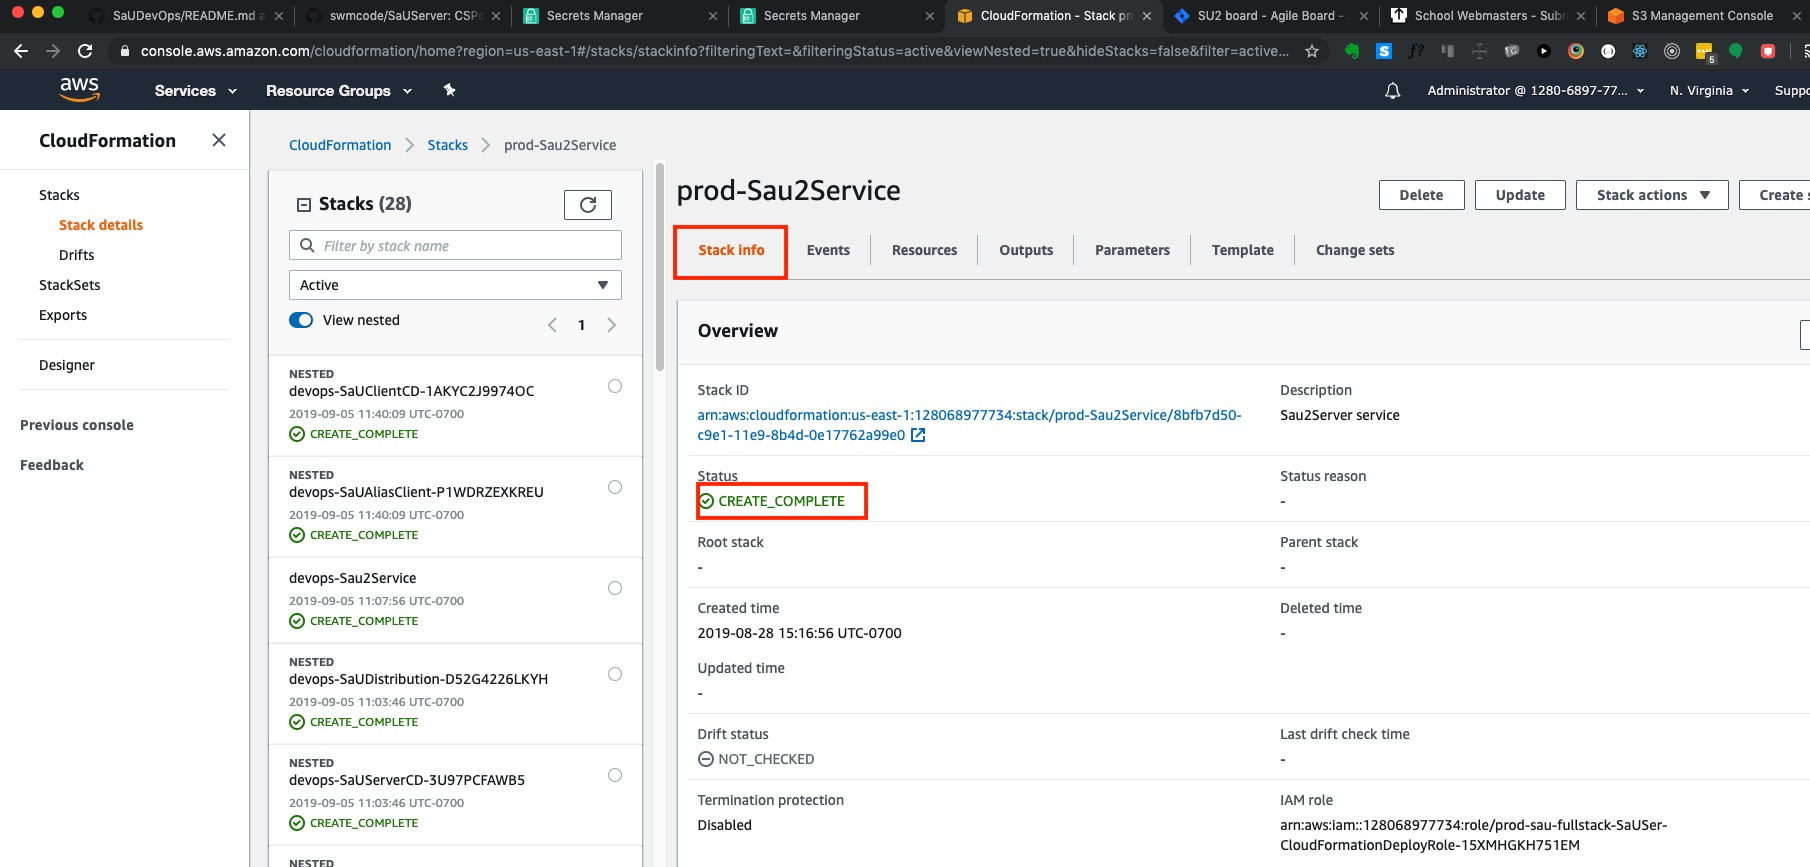 SaUDevOps/README.md a
swmcode/SaUServer: CSP
Secrets Manager
Secrets Manager
CloudFormation - Stack pr
SU2 board - Agile Board -
School Webmasters - Subm
S3 Management Console
console.aws.amazon.com/cloudformation/home?region=us-east-1#/stacks/stackinfo?filteringText=&filteringStatus=active&viewNested=true&hideStacks=false&filter=active...
5
aws
Services
Resource Groups
Administrator @ 1280-6897-77...
N. Virginia
Suppo
CloudFormation
Stacks
Stack details
Drifts
StackSets
Exports
Designer
Previous console
Feedback
CloudFormation
Stacks
prod-Sau2Service
Stacks (28)
Filter by stack name
Active
View nested
1
NESTED
devops-SaUClientCD-1AKYC2J9974OC
2019-09-05 11:40:09 UTC-0700
CREATE_COMPLETE
NESTED
devops-SaUAliasClient-P1WDRZEXKREU
2019-09-05 11:40:09 UTC-0700
CREATE_COMPLETE
devops-Sau2Service
2019-09-05 11:07:56 UTC-0700
CREATE_COMPLETE
NESTED
devops-SaUDistribution-D52G4226LKYH
2019-09-05 11:03:46 UTC-0700
CREATE_COMPLETE
NESTED
devops-SaUServerCD-3U97PCFAWB5
2019-09-05 11:03:46 UTC-0700
CREATE_COMPLETE
NESTED
prod-Sau2Service
Delete
Update
Stack actions
Create s
Stack info
Events
Resources
Outputs
Parameters
Template
Change sets
Overview
Stack ID
arn:aws:cloudformation:us-east-1:128068977734:stack/prod-Sau2Service/8bfb7d50-
c9e1-11e9-8b4d-0e17762a99e0
Description
Sau2Server service
Status
CREATE_COMPLETE
Status reason
-
Root stack
-
Parent stack
-
Created time
2019-08-28 15:16:56 UTC-0700
Deleted time
-
Updated time
-
Drift status
NOT_CHECKED
Last drift check time
-
Termination protection
Disabled
IAM role
arn:aws:iam::128068977734:role/prod-sau-fullstack-SaUSer-
CloudFormationDeployRole-15XMHGKH751EM